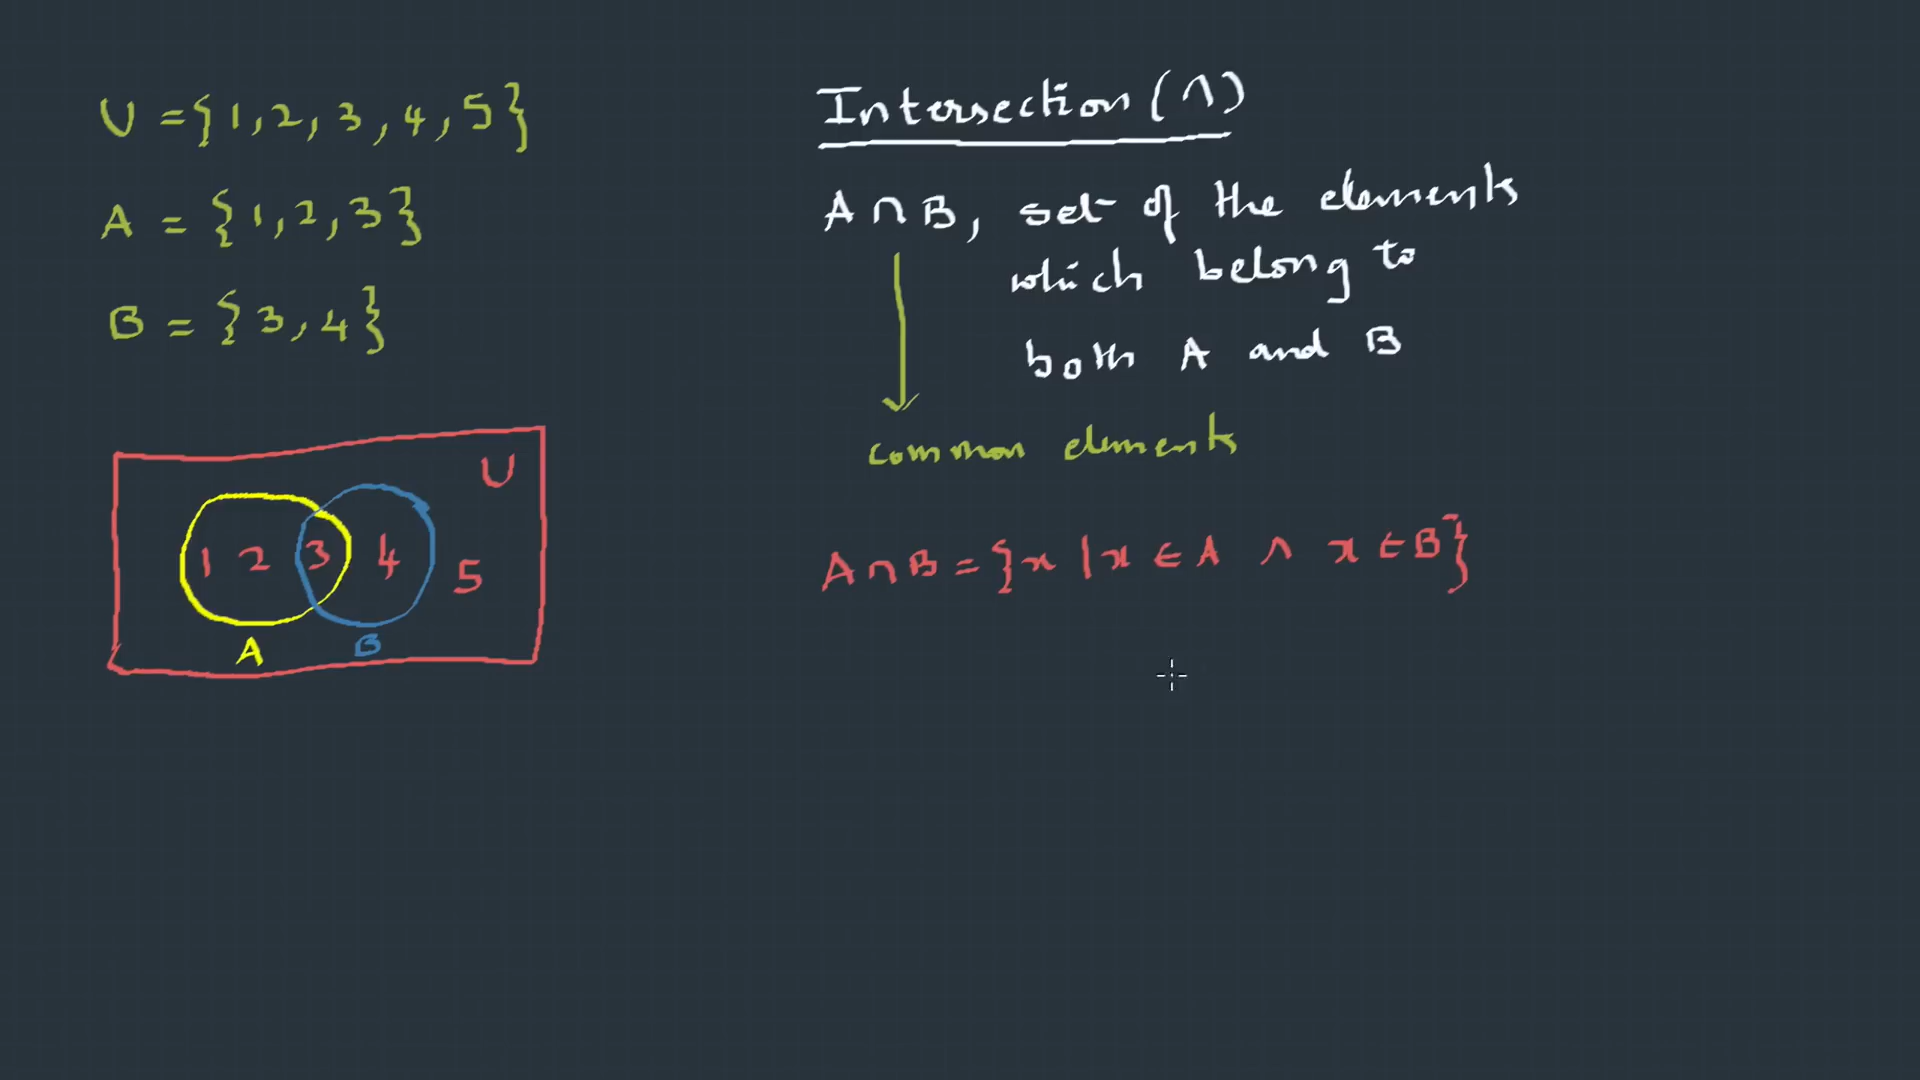 U = {1, 2, 3, 4, 5}
A = {1, 2, 3}
B = {3, 4}
U
1 2 3 4 5
A B
Intersection (∩)
A ∩ B, set of the elements
which belong to
both A and B
common elements
A ∩ B = {x | x ∈ A ∧ x ∈ B}